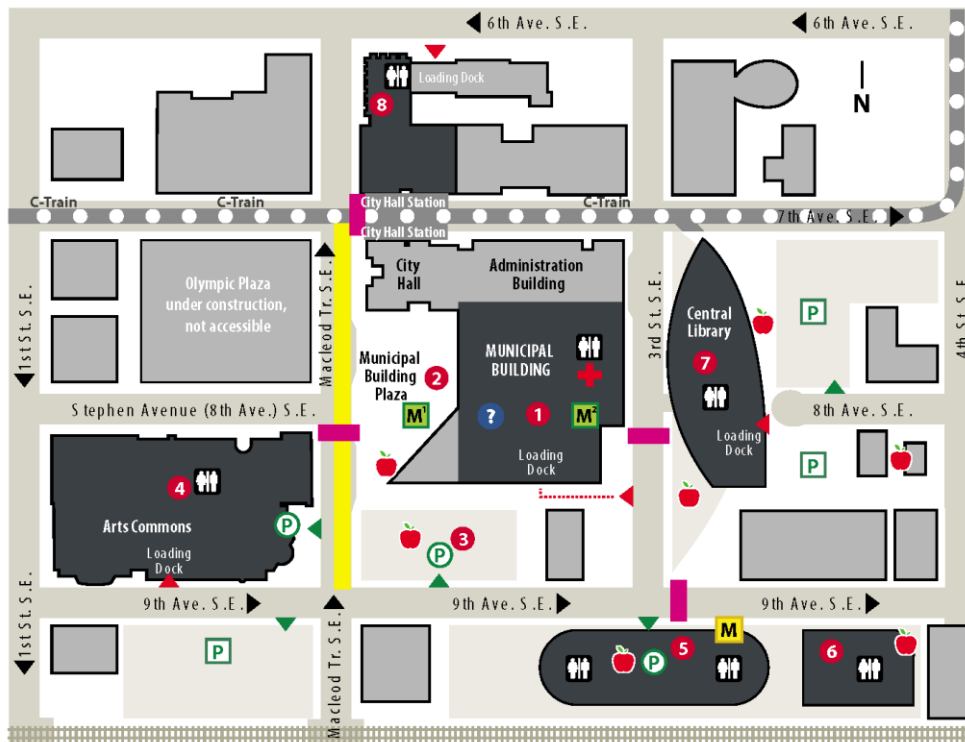 6th Ave. S.E.
6th Ave. S.E.
Loading Dock
N
8
C-Train
C-Train
City Hall Station
C-Train
City Hall Station
7th Ave. S.E.
1st St. S.E.
Olympic Plaza
under construction,
not accessible
Macleod Tr. S.E.
City
Hall
Administration
Building
3rd St. S.E.
Central
Library
7
P
4th St. S.E.
Municipal
Building
Plaza
2
MUNICIPAL
BUILDING
M¹
?
1
M²
Loading
Dock
Stephen Avenue (8th Ave.) S.E.
8th Ave. S.E.
Loading
Dock
P
4
Arts Commons
P
Loading
Dock
3
P
9th Ave. S.E.
9th Ave. S.E.
9th Ave. S.E.
1st St. S.E.
P
Macleod Tr. S.E.
M
5
P
6